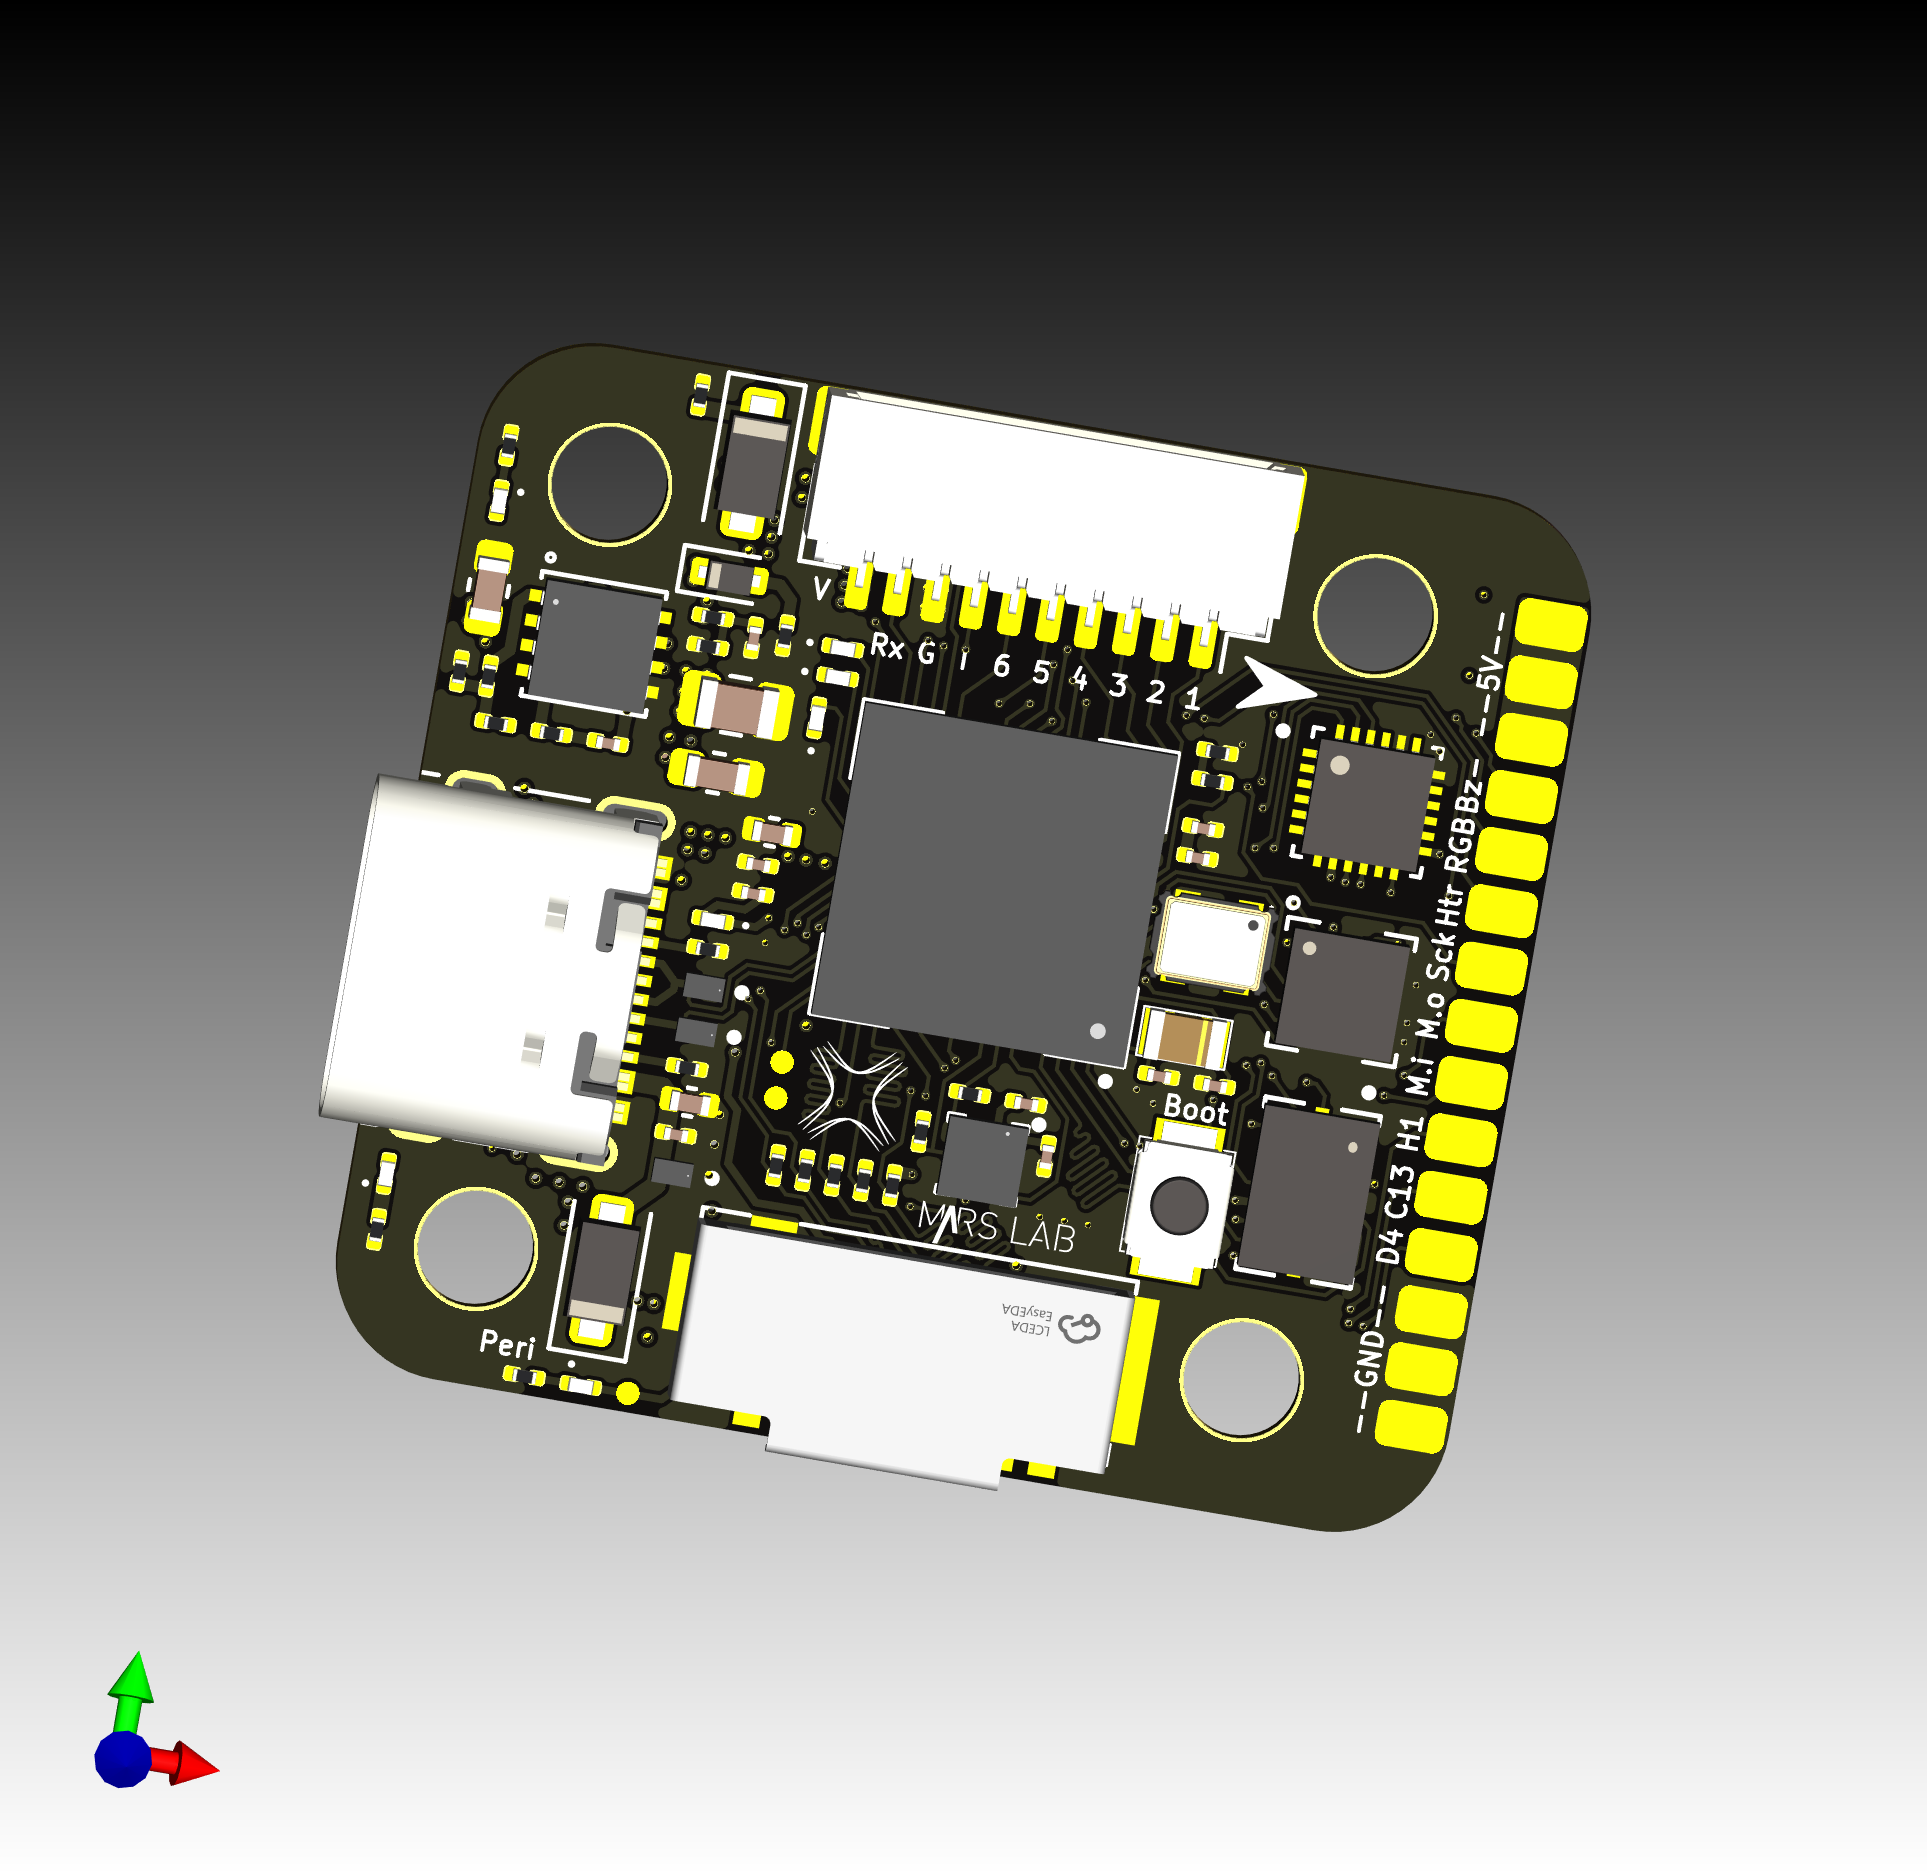 V
Rx G I 6 5 4 3 2 1
--5V--
Bz-
RGB
Htr
Sck
M.o
M.i
H1
C13
D4
--GND--
Boot
MARS LAB
LCEDA
EasyEDA
Peri